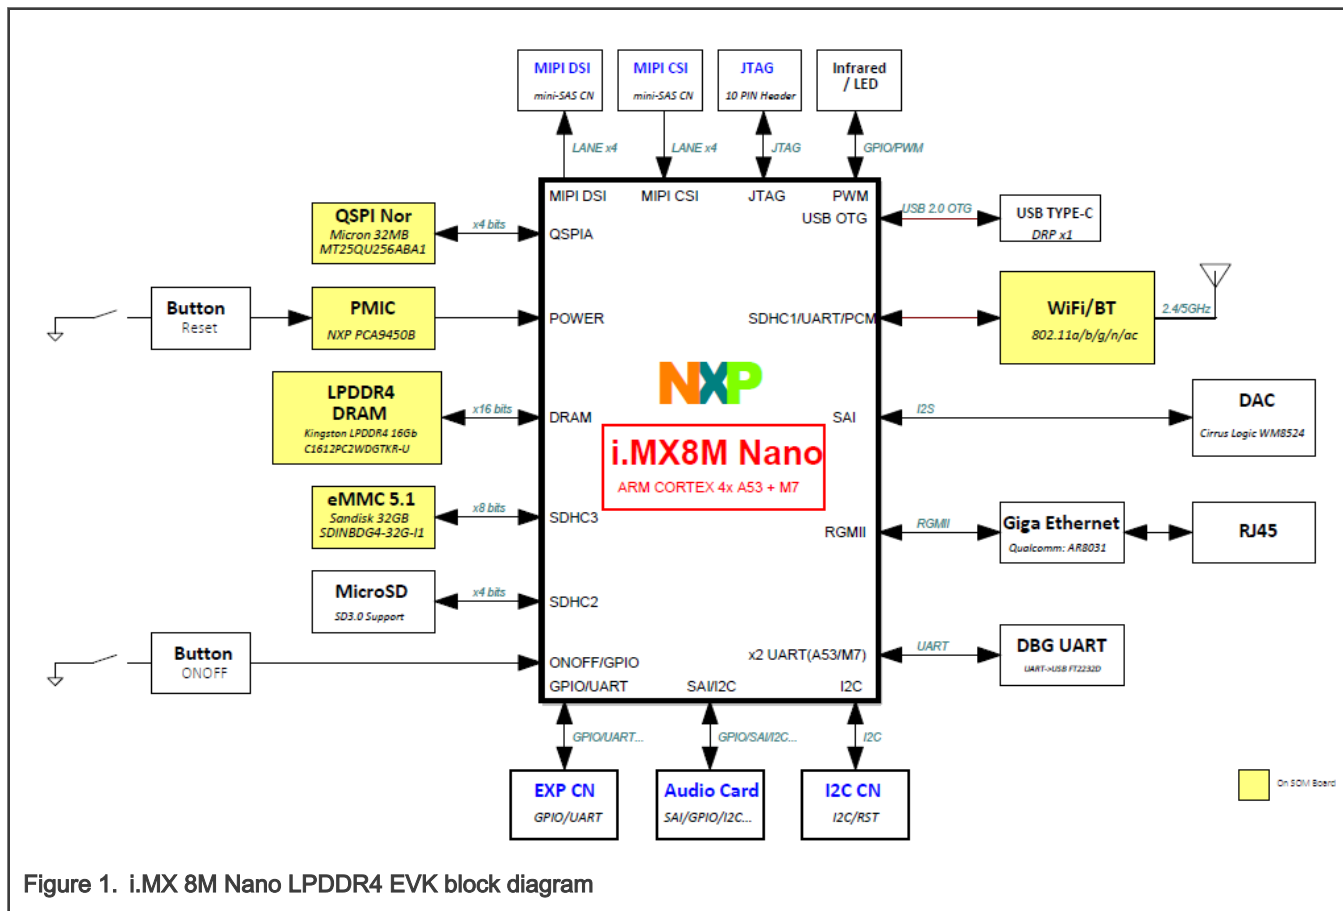 MIPI DSI
mini-SAS CN
MIPI CSI
mini-SAS CN
JTAG
10 PIN Header
Infrared
/ LED
LANE x4
LANE x4
JTAG
GPIO/PWM
MIPI DSI
MIPI CSI
JTAG
PWM
USB OTG
USB 2.0 OTG
USB TYPE-C
DRP x1
QSPI Nor
Micron 32MB
MT25QU256ABA1
x4 bits
QSPIA
Button
Reset
PMIC
NXP PCA9450B
POWER
SDHC1/UART/PCM
WiFi/BT
802.11a/b/g/n/ac
2.4/5GHz
NXP
i.MX8M Nano
ARM CORTEX 4x A53 + M7
LPDDR4
DRAM
Kingston LPDDR4 16Gb
C1612PC2WDGTKR-U
x16 bits
DRAM
SAI
I2S
DAC
Cirrus Logic WM8524
eMMC 5.1
Sandisk 32GB
SDINBDG4-32G-I1
x8 bits
SDHC3
RGMII
RGMII
Giga Ethernet
Qualcomm: AR8031
RJ45
MicroSD
SD3.0 Support
x4 bits
SDHC2
Button
ONOFF
ONOFF/GPIO
x2 UART(A53/M7)
UART
DBG UART
UART->USB FT2232D
GPIO/UART
SAI/I2C
I2C
GPIO/UART...
GPIO/SAI/I2C...
I2C
EXP CN
GPIO/UART
Audio Card
SAI/GPIO/I2C...
I2C CN
I2C/RST
On SOM Board
Figure 1. i.MX 8M Nano LPDDR4 EVK block diagram